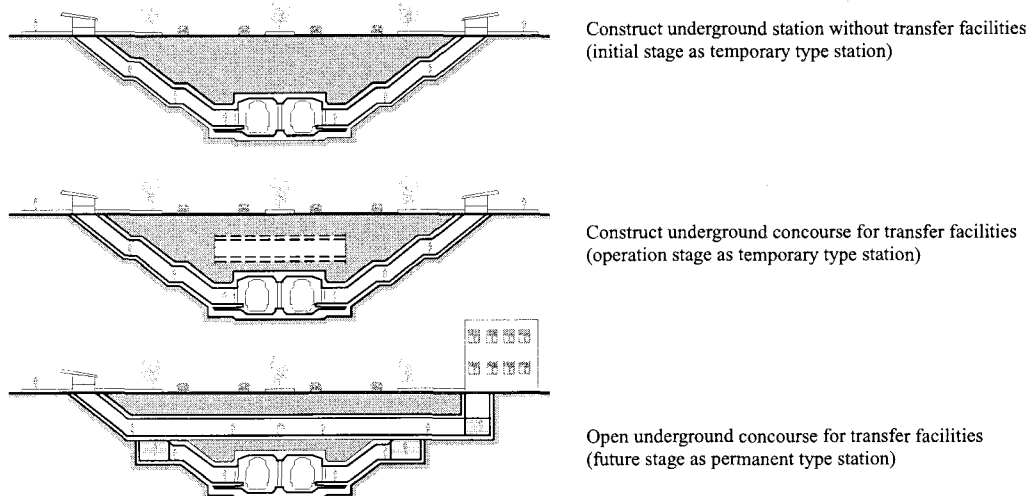 Construct underground station without transfer facilities
(initial stage as temporary type station)
Construct underground concourse for transfer facilities
(operation stage as temporary type station)
Open underground concourse for transfer facilities
(future stage as permanent type station)